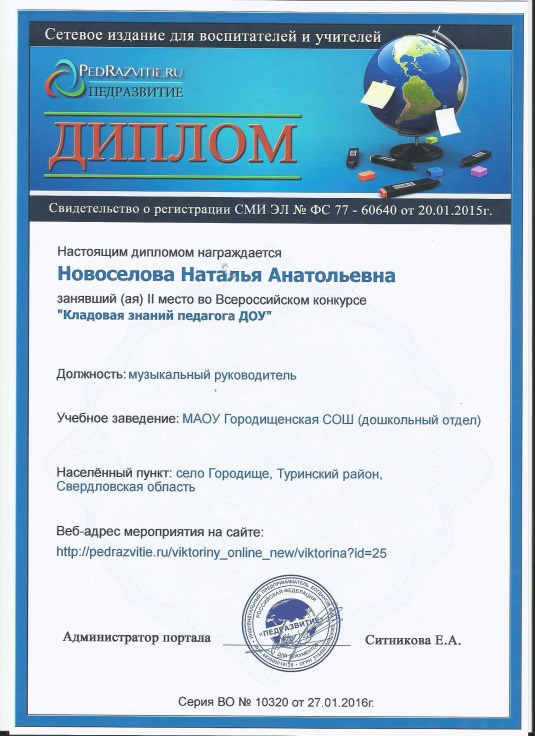 Сетевое издание для воспитателей и учителей
PEDRAZVITIE.RU
ПЕДРАЗВИТИЕ
ДИПЛОМ
Свидетельство о регистрации СМИ ЭЛ № ФС 77 - 60640 от 20.01.2015г.
Настоящим дипломом награждается
Новоселова Наталья Анатольевна
занявший (ая) II место во Всероссийском конкурсе
"Кладовая знаний педагога ДОУ"
Должность: музыкальный руководитель
Учебное заведение: МАОУ Городищенская СОШ (дошкольный отдел)
Населённый пункт: село Городище, Туринский район,
Свердловская область
Веб-адрес мероприятия на сайте:
http://pedrazvitie.ru/viktoriny_online_new/viktorina?id=25
РОССИЙСКАЯ ФЕДЕРАЦИЯ
"ПЕДРАЗВИТИЕ"
Администратор портала
Ситникова Е.А.
Серия ВО № 10320 от 27.01.2016г.